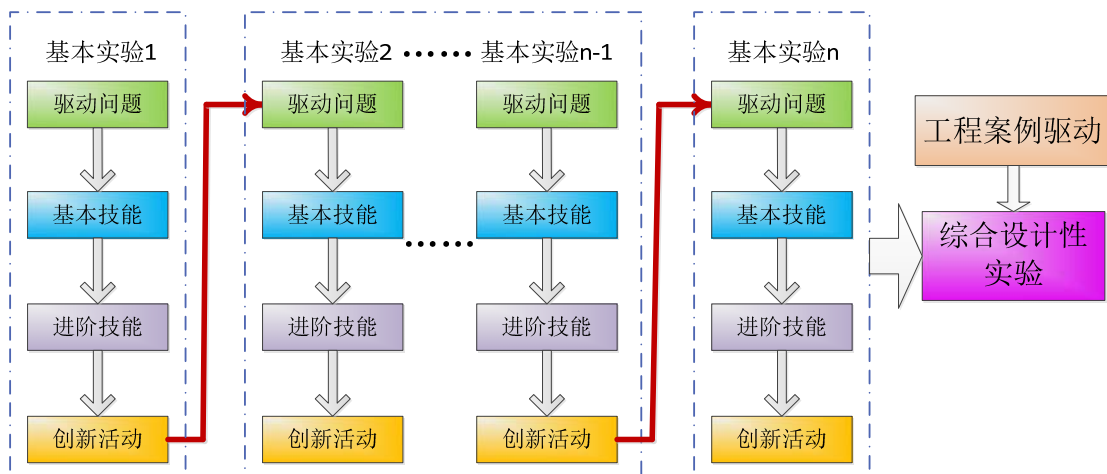 基本实验1
驱动问题
基本技能
进阶技能
创新活动
基本实验2 …… 基本实验n-1
驱动问题
基本技能
进阶技能
创新活动
……
驱动问题
基本技能
进阶技能
创新活动
基本实验n
驱动问题
基本技能
进阶技能
创新活动
工程案例驱动
综合设计性
实验